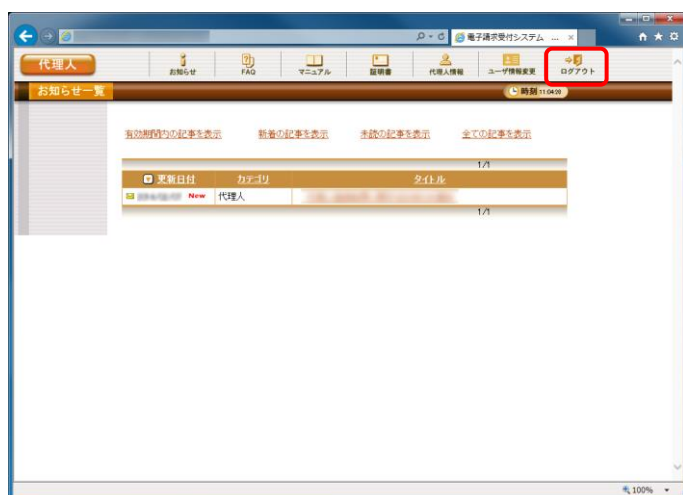 電子請求受付システム ...
代理人
お知らせ
FAQ
マニュアル
証明書
代理人情報
ユーザ情報変更
ログアウト
お知らせ一覧
時刻 11:04:28
有効期間内の記事を表示 新着の記事を表示 未読の記事を表示 全ての記事を表示
1/1
更新日付 カテゴリ タイトル
New 代理人
1/1
100%